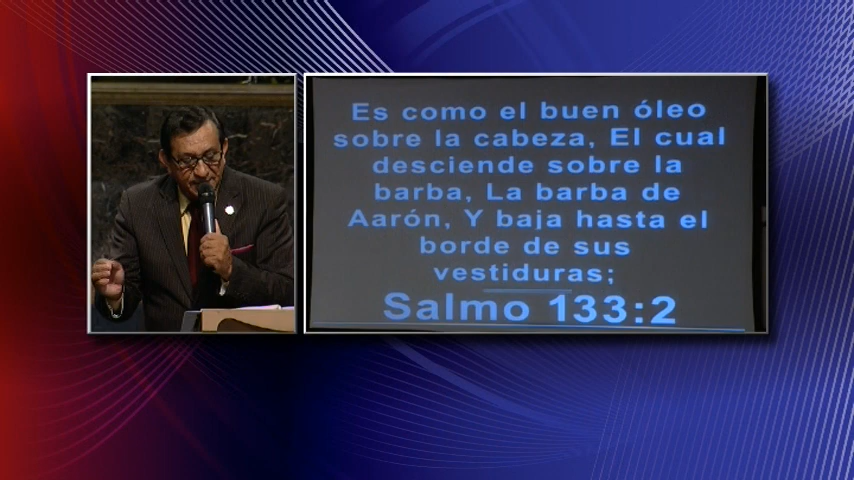 Es como el buen óleo
sobre la cabeza, El cual
desciende sobre la
barba, La barba de
Aarón, Y baja hasta el
borde de sus
vestiduras;
Salmo 133:2